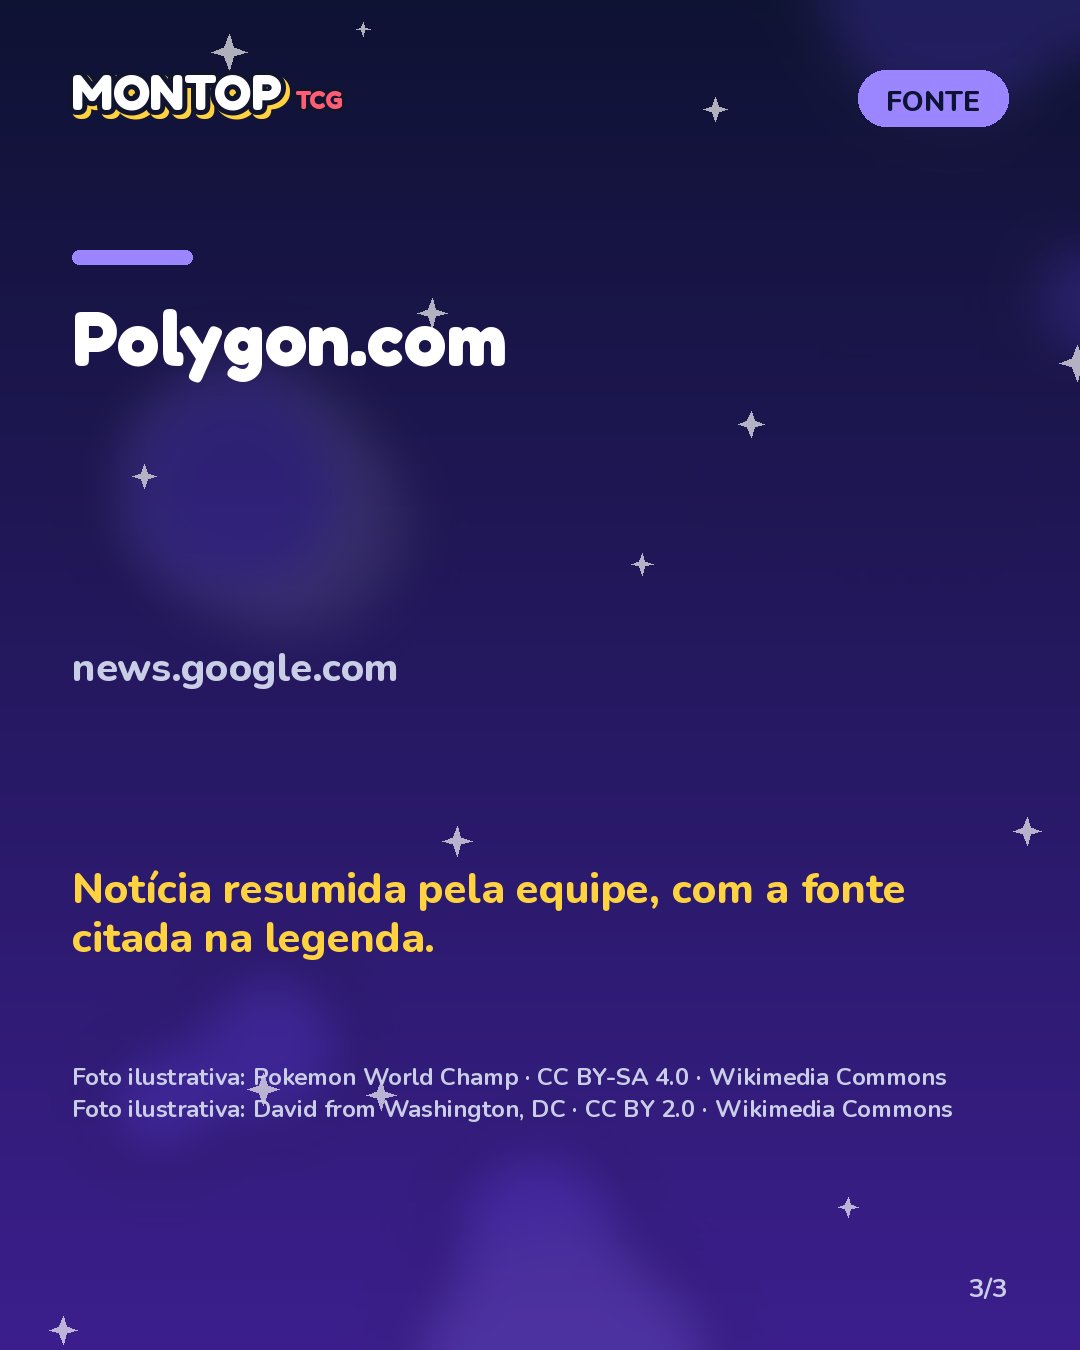 MONTOP TCG
FONTE
Polygon.com
news.google.com
Notícia resumida pela equipe, com a fonte
citada na legenda.
Foto ilustrativa: Pokemon World Champ · CC BY-SA 4.0 · Wikimedia Commons
Foto ilustrativa: David from Washington, DC · CC BY 2.0 · Wikimedia Commons
3/3